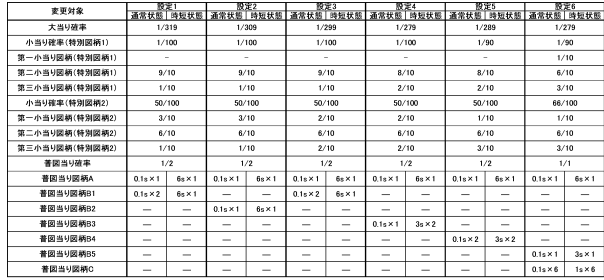 変更対象 設定1 設定2 設定3 設定4 設定5 設定6
通常状態 時短状態 通常状態 時短状態 通常状態 時短状態 通常状態 時短状態 通常状態 時短状態 通常状態 時短状態
大当り確率 1/319 1/309 1/299 1/279 1/289 1/279
小当り確率(特別図柄1) 1/100 1/100 1/100 1/100 1/90 1/90
第一小当り図柄(特別図柄1) － － － － － 1/10
第二小当り図柄(特別図柄1) 9/10 9/10 9/10 8/10 8/10 6/10
第三小当り図柄(特別図柄1) 1/10 1/10 1/10 2/10 2/10 3/10
小当り確率(特別図柄2) 50/100 50/100 50/100 50/100 50/100 66/100
第一小当り図柄(特別図柄2) 3/10 3/10 2/10 2/10 1/10 1/10
第二小当り図柄(特別図柄2) 6/10 6/10 6/10 6/10 6/10 6/10
第三小当り図柄(特別図柄2) 1/10 1/10 2/10 2/10 3/10 3/10
普図当り確率 1/2 1/2 1/2 1/2 1/2 1/1
普図当り図柄A 0.1s×1 6s×1 0.1s×1 6s×1 0.1s×1 6s×1 0.1s×1 6s×1 0.1s×1 6s×1 0.1s×1 6s×1
普図当り図柄B1 0.1s×2 6s×1 ― ― 0.1s×2 6s×1 ― ― ― ― ― ―
普図当り図柄B2 ― ― 0.1s×1 6s×1 ― ― ― ― ― ― ― ―
普図当り図柄B3 ― ― ― ― ― ― 0.1s×1 3s×2 ― ― ― ―
普図当り図柄B4 ― ― ― ― ― ― ― ― 0.1s×2 3s×2 ― ―
普図当り図柄B5 ― ― ― ― ― ― ― ― ― ― 0.1s×1 3s×1
普図当り図柄C ― ― ― ― ― ― ― ― ― ― 0.1s×6 1s×6